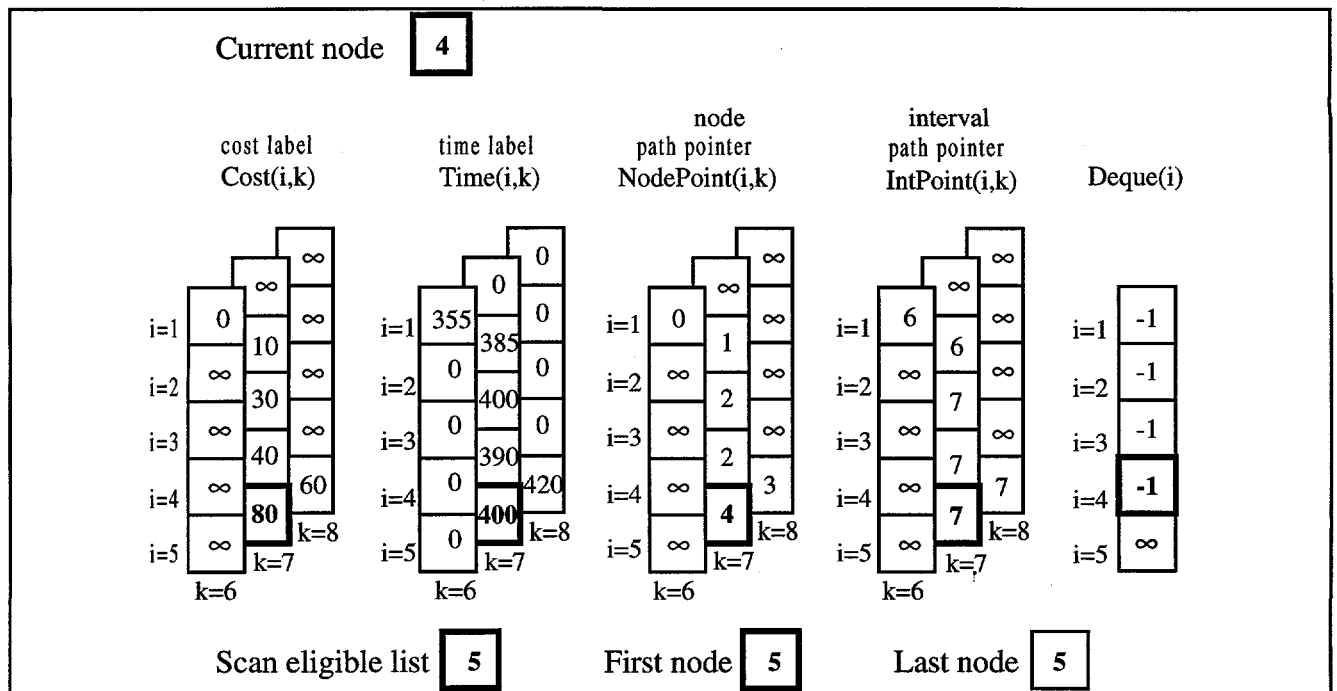 Current node 4
node interval
cost label time label path pointer path pointer
Cost(i,k) Time(i,k) NodePoint(i,k) IntPoint(i,k) Deque(i)
∞ 0 ∞ ∞
∞ 0 ∞ ∞
i=1 0 ∞ i=1 355 0 i=1 0 ∞ i=1 6 ∞ i=1 -1
10 385 1 6
i=2 ∞ ∞ i=2 0 0 i=2 ∞ ∞ i=2 ∞ ∞ i=2 -1
30 400 2 7
i=3 ∞ ∞ i=3 0 0 i=3 ∞ ∞ i=3 ∞ ∞ i=3 -1
40 390 2 7
i=4 ∞ 60 i=4 0 420 i=4 ∞ 3 i=4 ∞ 7 i=4 -1
80 400 4 7
k=8 k=8 k=8 k=8
i=5 ∞ i=5 0 i=5 ∞ i=5 ∞ i=5 ∞
k=7 k=7 k=7 k=7
k=6 k=6 k=6 k=6
Scan eligible list 5 First node 5 Last node 5